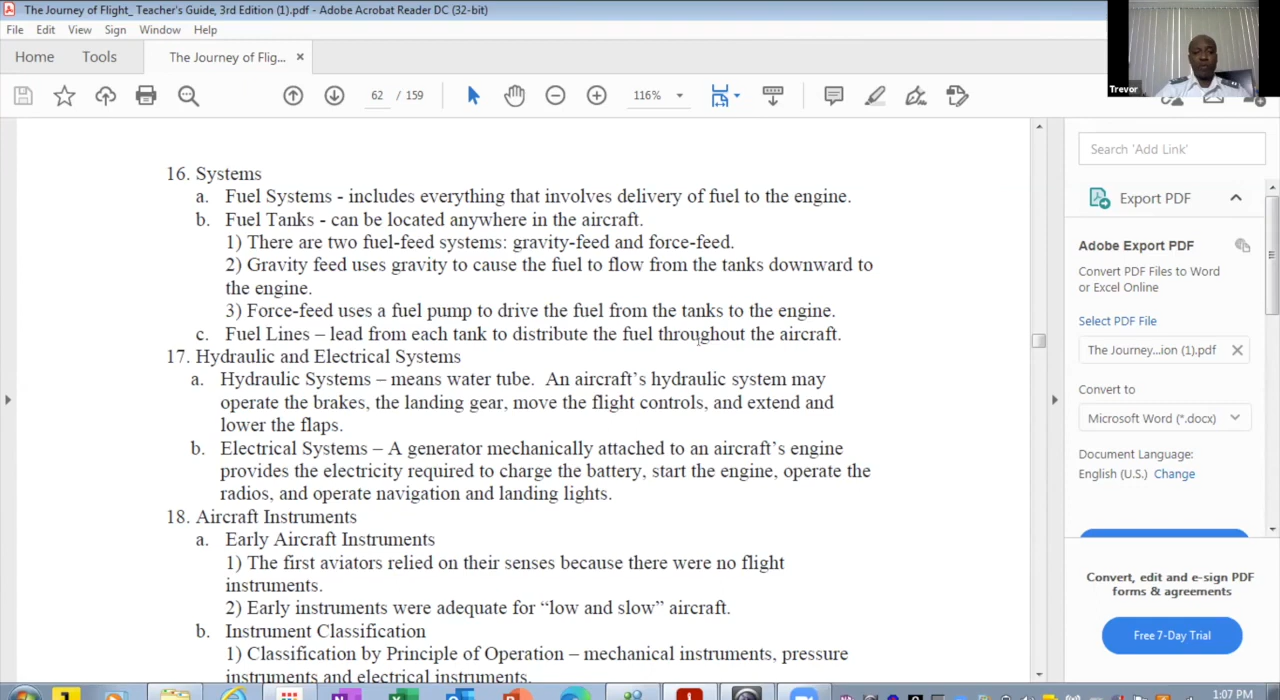 The Journey of Flight_ Teacher's Guide, 3rd Edition (1).pdf - Adobe Acrobat Reader DC (32-bit)
File Edit View Sign Window Help
Home Tools The Journey of Flig... ×
62 / 159 116%
Trevor
16. Systems
a. Fuel Systems - includes everything that involves delivery of fuel to the engine.
b. Fuel Tanks - can be located anywhere in the aircraft.
1) There are two fuel-feed systems: gravity-feed and force-feed.
2) Gravity feed uses gravity to cause the fuel to flow from the tanks downward to
the engine.
3) Force-feed uses a fuel pump to drive the fuel from the tanks to the engine.
c. Fuel Lines – lead from each tank to distribute the fuel throughout the aircraft.
17. Hydraulic and Electrical Systems
a. Hydraulic Systems – means water tube. An aircraft's hydraulic system may
operate the brakes, the landing gear, move the flight controls, and extend and
lower the flaps.
b. Electrical Systems – A generator mechanically attached to an aircraft's engine
provides the electricity required to charge the battery, start the engine, operate the
radios, and operate navigation and landing lights.
18. Aircraft Instruments
a. Early Aircraft Instruments
1) The first aviators relied on their senses because there were no flight
instruments.
2) Early instruments were adequate for “low and slow” aircraft.
b. Instrument Classification
1) Classification by Principle of Operation – mechanical instruments, pressure
instruments and electrical instruments.
Search 'Add Link'
Export PDF
Adobe Export PDF
Convert PDF Files to Word
or Excel Online
Select PDF File
The Journey...ion (1).pdf
Convert to
Microsoft Word (*.docx)
Document Language:
English (U.S.) Change
Convert, edit and e-sign PDF
forms & agreements
Free 7-Day Trial
1:07 PM